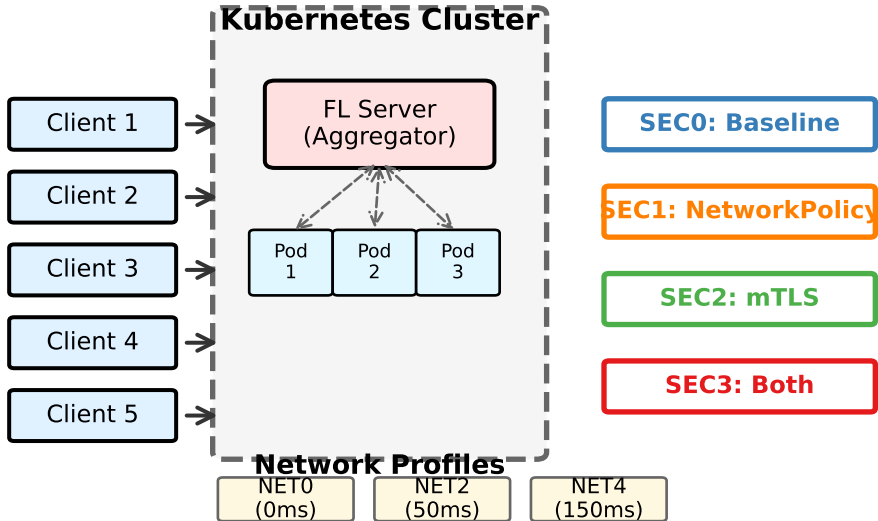 Kubernetes Cluster
Client 1
Client 2
Client 3
Client 4
Client 5
FL Server
(Aggregator)
Pod
1
Pod
2
Pod
3
SEC0: Baseline
SEC1: NetworkPolicy
SEC2: mTLS
SEC3: Both
Network Profiles
NET0
(0ms)
NET2
(50ms)
NET4
(150ms)